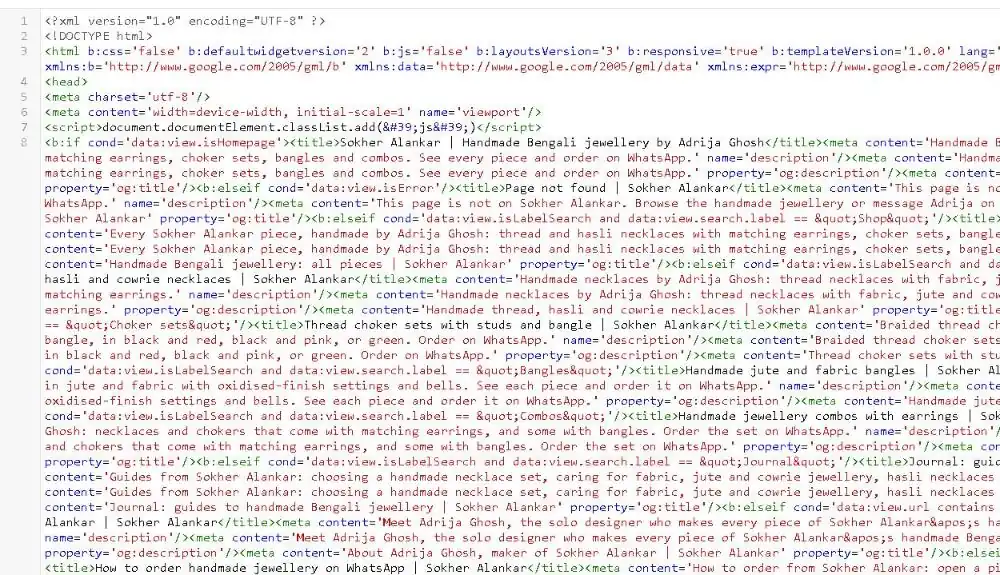 1 <?xml version="1.0" encoding="UTF-8" ?>
2 <!DOCTYPE html>
3 <html b:css='false' b:defaultwidgetversion='2' b:js='false' b:layoutsVersion='3' b:responsive='true' b:templateVersion='1.0.0' lang='
xmlns:b='http://www.google.com/2005/gml/b' xmlns:data='http://www.google.com/2005/gml/data' xmlns:expr='http://www.google.com/2005/gm
4 <head>
5 <meta charset='utf-8'/>
6 <meta content='width=device-width, initial-scale=1' name='viewport'/>
7 <script>document.documentElement.classList.add(&#39;js&#39;)</script>
8 <b:if cond='data:view.isHomepage'><title>Sokher Alankar | Handmade Bengali jewellery by Adrija Ghosh</title><meta content='Handmade B
matching earrings, choker sets, bangles and combos. See every piece and order on WhatsApp.' name='description'/><meta content='Handma
matching earrings, choker sets, bangles and combos. See every piece and order on WhatsApp.' property='og:description'/><meta content=
property='og:title'/><b:elseif cond='data:view.isError'/><title>Page not found | Sokher Alankar</title><meta content='This page is no
WhatsApp.' name='description'/><meta content='This page is not on Sokher Alankar. Browse the handmade jewellery or message Adrija on
Sokher Alankar' property='og:title'/><b:elseif cond='data:view.isLabelSearch and data:view.search.label == &quot;Shop&quot;'/><title>
content='Every Sokher Alankar piece, handmade by Adrija Ghosh: thread and hasli necklaces with matching earrings, choker sets, bangle
content='Every Sokher Alankar piece, handmade by Adrija Ghosh: thread and hasli necklaces with matching earrings, choker sets, bangle
content='Handmade Bengali jewellery: all pieces | Sokher Alankar' property='og:title'/><b:elseif cond='data:view.isLabelSearch and da
hasli and cowrie necklaces | Sokher Alankar</title><meta content='Handmade necklaces by Adrija Ghosh: thread necklaces with fabric, j
matching earrings.' name='description'/><meta content='Handmade necklaces by Adrija Ghosh: thread necklaces with fabric, jute and cow
earrings.' property='og:description'/><meta content='Handmade thread, hasli and cowrie necklaces | Sokher Alankar' property='og:title
== &quot;Choker sets&quot;'/><title>Thread choker sets with studs and bangle | Sokher Alankar</title><meta content='Braided thread ch
bangle, in black and red, black and pink, or green. Order on WhatsApp.' name='description'/><meta content='Braided thread choker sets
in black and red, black and pink, or green. Order on WhatsApp.' property='og:description'/><meta content='Thread choker sets with stu
cond='data:view.isLabelSearch and data:view.search.label == &quot;Bangles&quot;'/><title>Handmade jute and fabric bangles | Sokher Al
in jute and fabric with oxidised-finish settings and bells. See each piece and order it on WhatsApp.' name='description'/><meta conte
oxidised-finish settings and bells. See each piece and order it on WhatsApp.' property='og:description'/><meta content='Handmade jute
cond='data:view.isLabelSearch and data:view.search.label == &quot;Combos&quot;'/><title>Handmade jewellery combos with earrings | Sok
Ghosh: necklaces and chokers that come with matching earrings, and some with bangles. Order the set on WhatsApp.' name='description'/
and chokers that come with matching earrings, and some with bangles. Order the set on WhatsApp.' property='og:description'/><meta con
property='og:title'/><b:elseif cond='data:view.isLabelSearch and data:view.search.label == &quot;Journal&quot;'/><title>Journal: guid
content='Guides from Sokher Alankar: choosing a handmade necklace set, caring for fabric, jute and cowrie jewellery, hasli necklaces
content='Guides from Sokher Alankar: choosing a handmade necklace set, caring for fabric, jute and cowrie jewellery, hasli necklaces
content='Journal: guides to handmade Bengali jewellery | Sokher Alankar' property='og:title'/><b:elseif cond='data:view.url contains
Alankar | Sokher Alankar</title><meta content='Meet Adrija Ghosh, the solo designer who makes every piece of Sokher Alankar&apos;s ha
name='description'/><meta content='Meet Adrija Ghosh, the solo designer who makes every piece of Sokher Alankar&apos;s handmade Benga
property='og:description'/><meta content='About Adrija Ghosh, maker of Sokher Alankar | Sokher Alankar' property='og:title'/><b:elsei
<title>How to order handmade jewellery on WhatsApp | Sokher Alankar</title><meta content='How to order from Sokher Alankar: open a pi